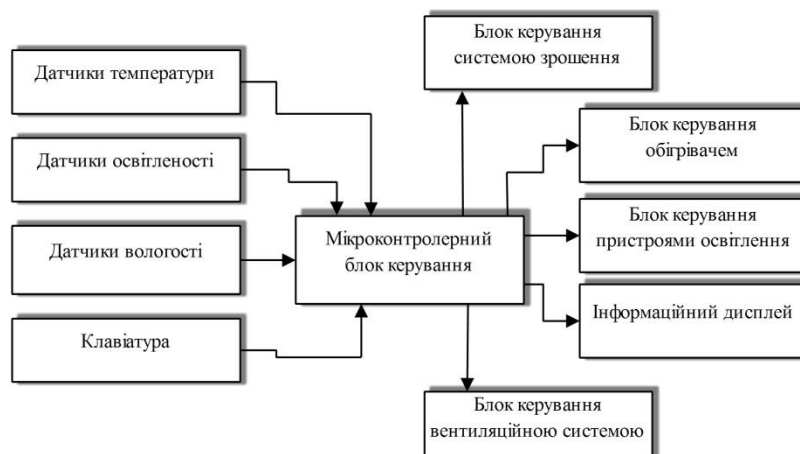 Датчики температури
Датчики освітленості
Датчики вологості
Клавіатура
Мікроконтролерний
блок керування
Блок керування
системою зрошення
Блок керування
обігрівачем
Блок керування
пристроями освітлення
Інформаційний дисплей
Блок керування
вентиляційною системою